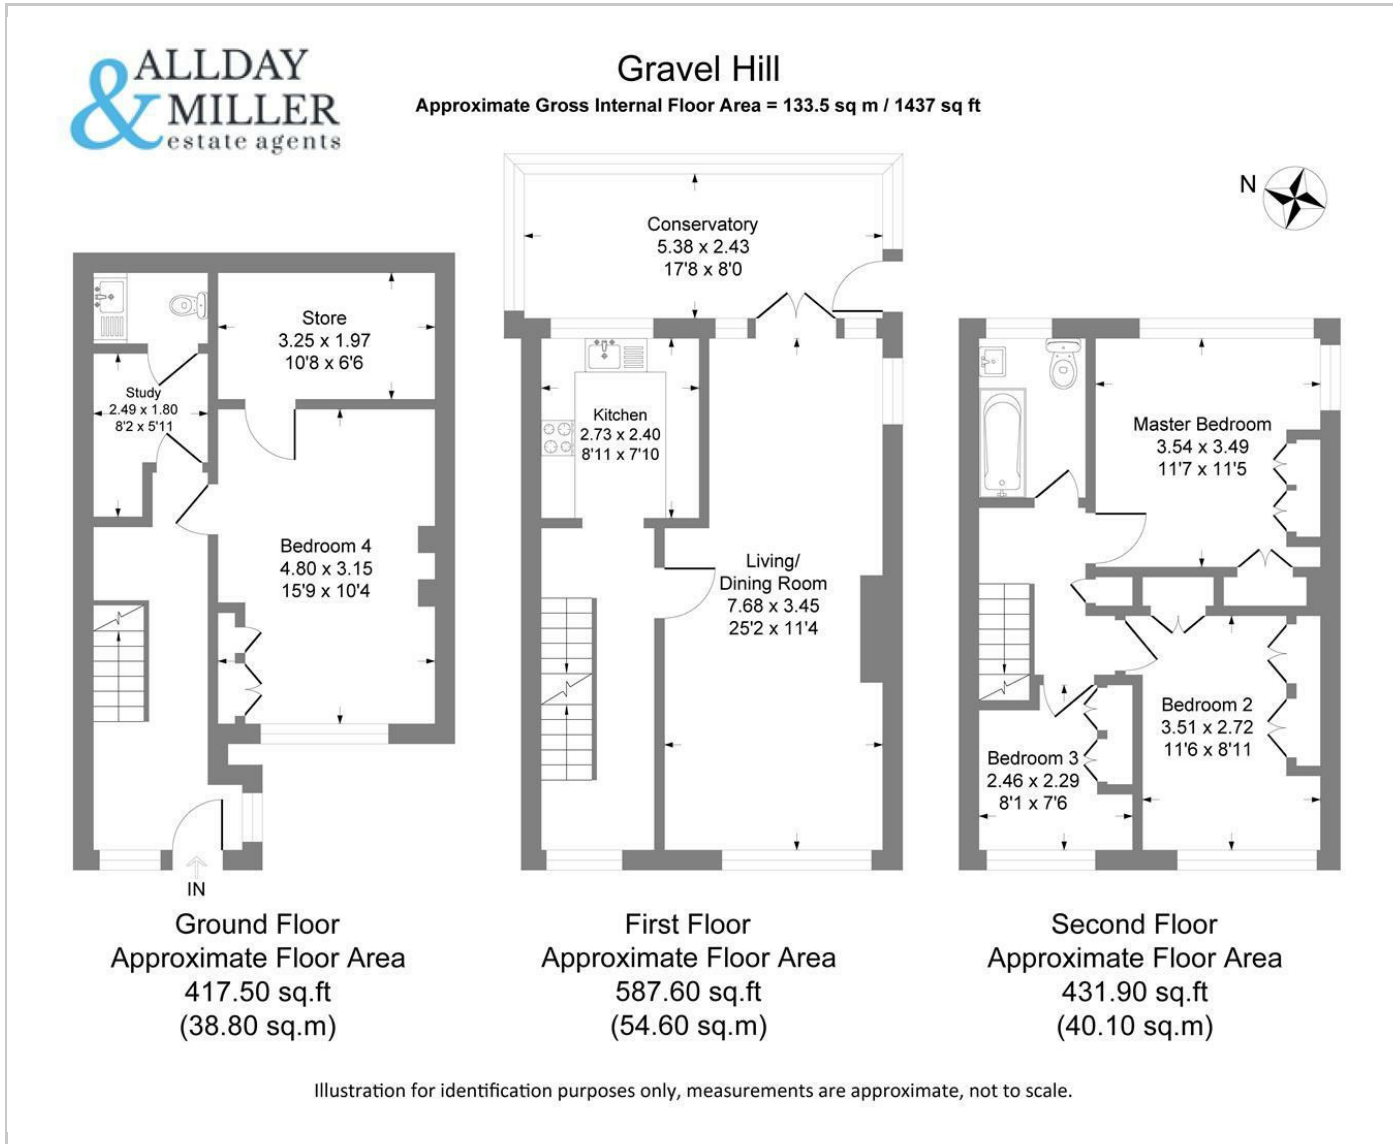 & ALLDAY
MILLER
estate agents
Gravel Hill
Approximate Gross Internal Floor Area = 133.5 sq m / 1437 sq ft
N
Conservatory
5.38 x 2.43
17'8 x 8'0
Store
3.25 x 1.97
10'8 x 6'6
Study
2.49 x 1.80
8'2 x 5'11
Bedroom 4
4.80 x 3.15
15'9 x 10'4
IN
Kitchen
2.73 x 2.40
8'11 x 7'10
Living/
Dining Room
7.68 x 3.45
25'2 x 11'4
Master Bedroom
3.54 x 3.49
11'7 x 11'5
Bedroom 2
3.51 x 2.72
11'6 x 8'11
Bedroom 3
2.46 x 2.29
8'1 x 7'6
Ground Floor
Approximate Floor Area
417.50 sq.ft
(38.80 sq.m)
First Floor
Approximate Floor Area
587.60 sq.ft
(54.60 sq.m)
Second Floor
Approximate Floor Area
431.90 sq.ft
(40.10 sq.m)
Illustration for identification purposes only, measurements are approximate, not to scale.